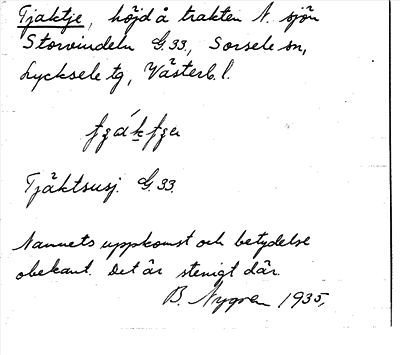 Tjaktje, höjd å trakten N. sjön
Storvindeln G.33., Sorsele sn,
Lycksele tg, Västerb. l.
Tjäktsusj. G.33.
Namnets uppkomst och betydelse
obekant. Det är stenigt där.
B. Nygren 1935.